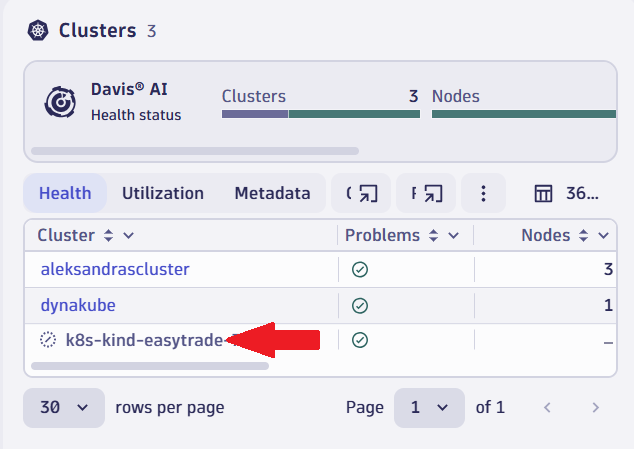 Clusters 3
Davis® AI
Health status
Clusters 3
Nodes
Health Utilization Metadata 36...
Cluster Problems Nodes
aleksandrascluster 3
dynakube 1
k8s-kind-easytrade- –
30 rows per page Page 1 of 1